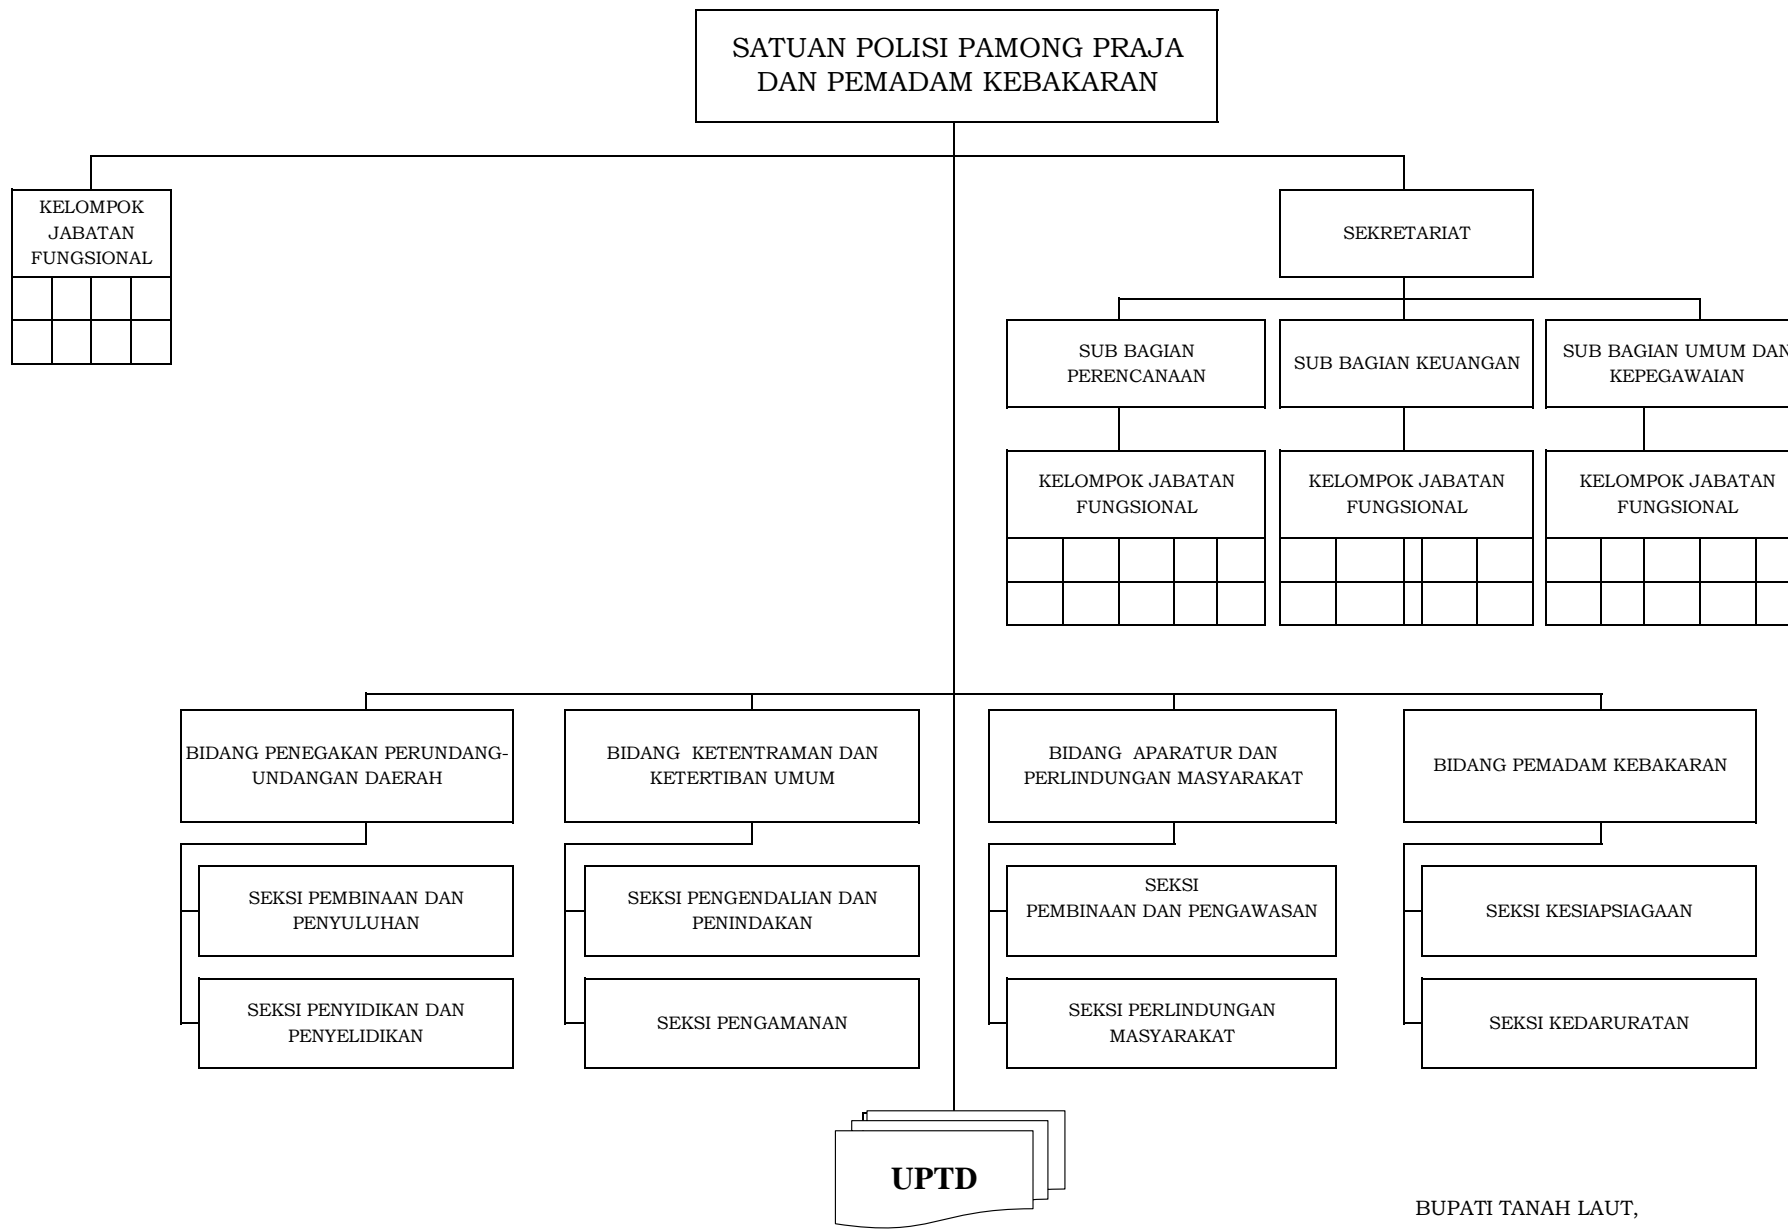 SATUAN POLISI PAMONG PRAJA
DAN PEMADAM KEBAKARAN
KELOMPOK
JABATAN
FUNGSIONAL
SEKRETARIAT
SUB BAGIAN
PERENCANAAN
SUB BAGIAN KEUANGAN
SUB BAGIAN UMUM DAN
KEPEGAWAIAN
KELOMPOK JABATAN
FUNGSIONAL
KELOMPOK JABATAN
FUNGSIONAL
KELOMPOK JABATAN
FUNGSIONAL
BIDANG PENEGAKAN PERUNDANG-
UNDANGAN DAERAH
BIDANG KETENTRAMAN DAN
KETERTIBAN UMUM
BIDANG APARATUR DAN
PERLINDUNGAN MASYARAKAT
BIDANG PEMADAM KEBAKARAN
SEKSI PEMBINAAN DAN
PENYULUHAN
SEKSI PENGENDALIAN DAN
PENINDAKAN
SEKSI
PEMBINAAN DAN PENGAWASAN
SEKSI KESIAPSIAGAAN
SEKSI PENYIDIKAN DAN
PENYELIDIKAN
SEKSI PENGAMANAN
SEKSI PERLINDUNGAN
MASYARAKAT
SEKSI KEDARURATAN
UPTD
BUPATI TANAH LAUT,